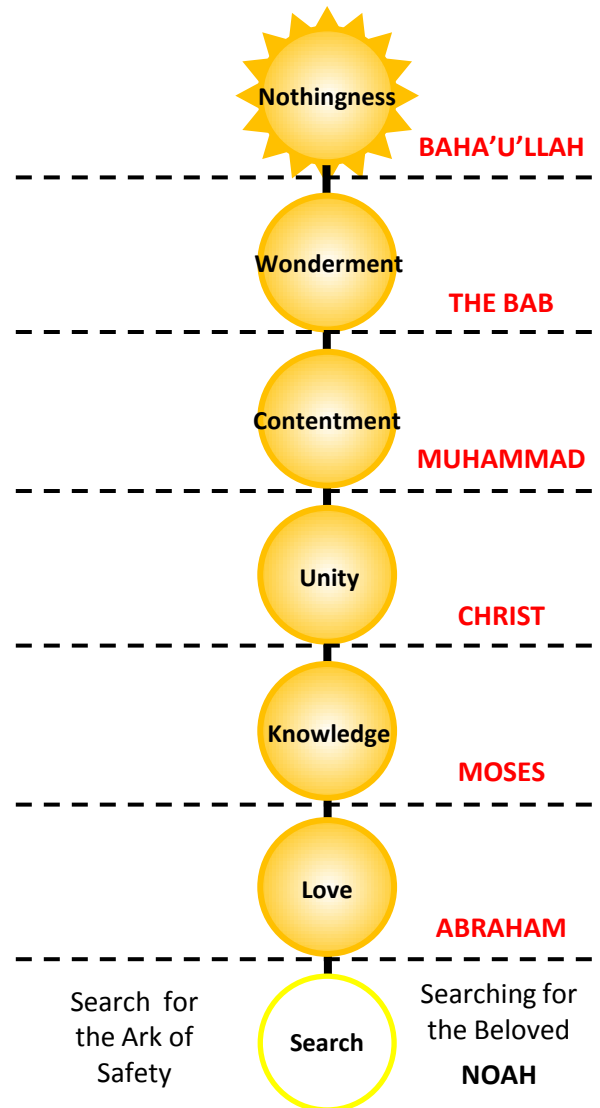 Nothingness
BAHA’U’LLAH
Wonderment
THE BAB
Contentment
MUHAMMAD
Unity
CHRIST
Knowledge
MOSES
Love
ABRAHAM
Search for
the Ark of
Safety
Search
Searching for
the Beloved
NOAH